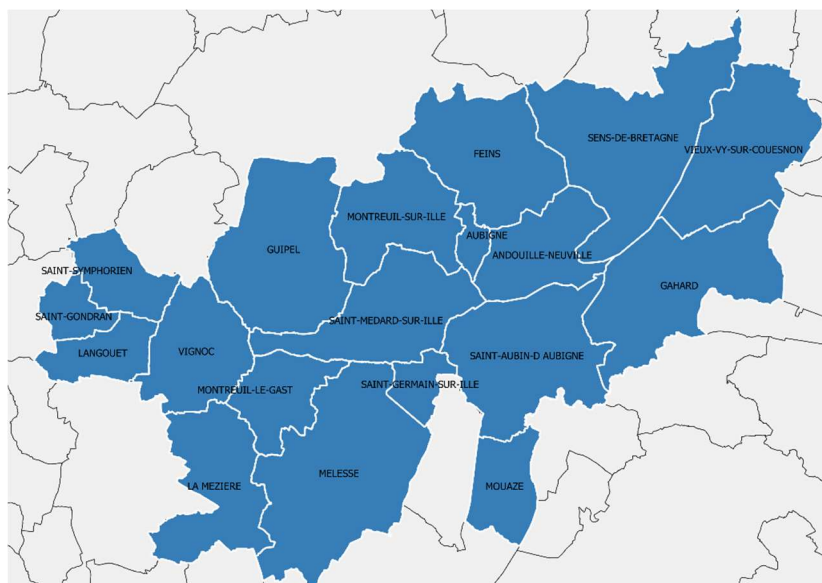 SENS-DE-BRETAGNE
VIEUX-VY-SUR-COUESNON
FEINS
MONTREUIL-SUR-ILLE
AUBIGNE
GUIPEL
ANDOUILLE-NEUVILLE
SAINT-SYMPHORIEN
GAHARD
SAINT-GONDRAN
SAINT-MEDARD-SUR-ILLE
LANGOUET
VIGNOC
SAINT-AUBIN-D AUBIGNE
SAINT-GERMAIN-SUR-ILLE
MONTREUIL-LE-GAST
MELESSE
LA MEZIERE
MOUAZE